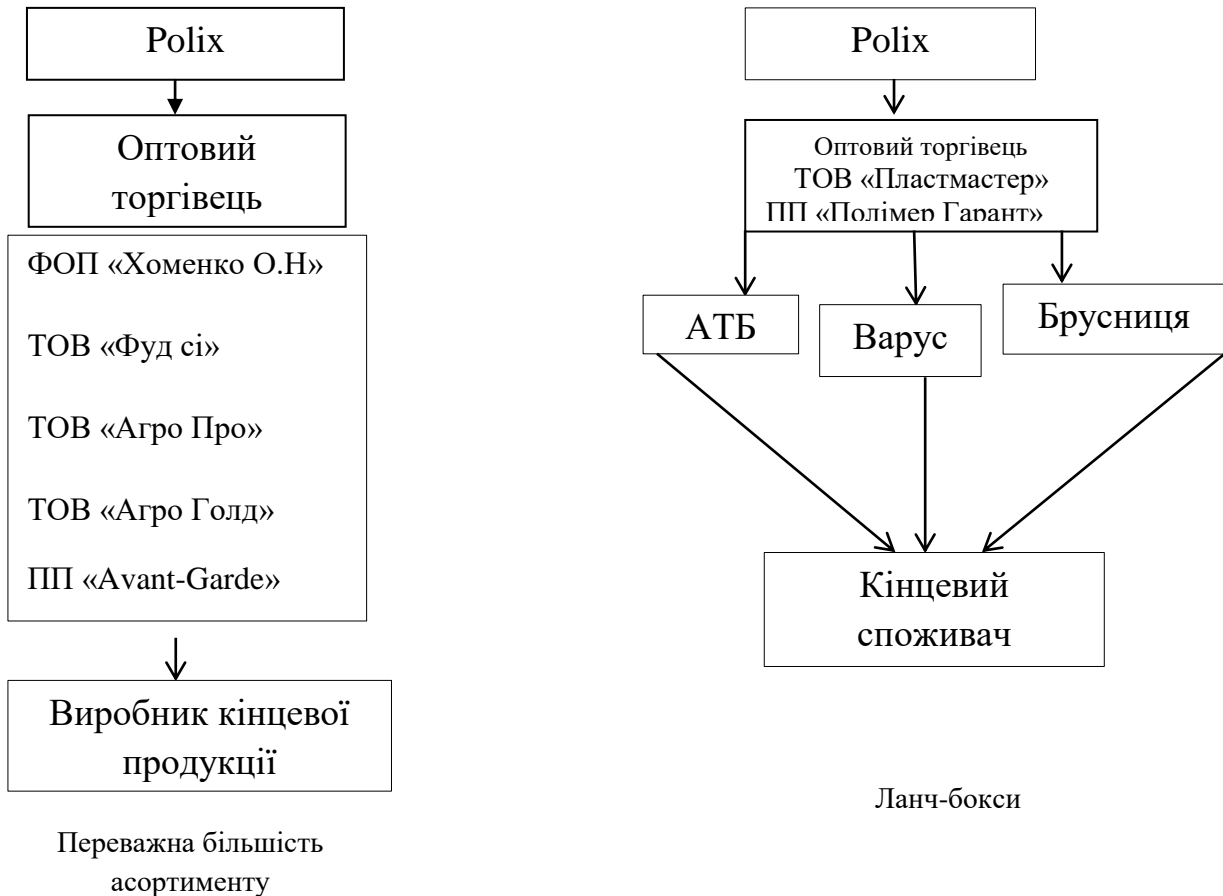 Polix
Оптовий
торгівець
ФОП «Хоменко О.Н»
ТОВ «Фуд сі»
ТОВ «Агро Про»
ТОВ «Агро Голд»
ПП «Avant-Garde»
Виробник кінцевої
продукції
Переважна більшість
асортименту
Polix
Оптовий торгівець
ТОВ «Пластмастер»
ПП «Полімер Гарант»
АТБ
Варус
Брусниця
Кінцевий
споживач
Ланч-бокси